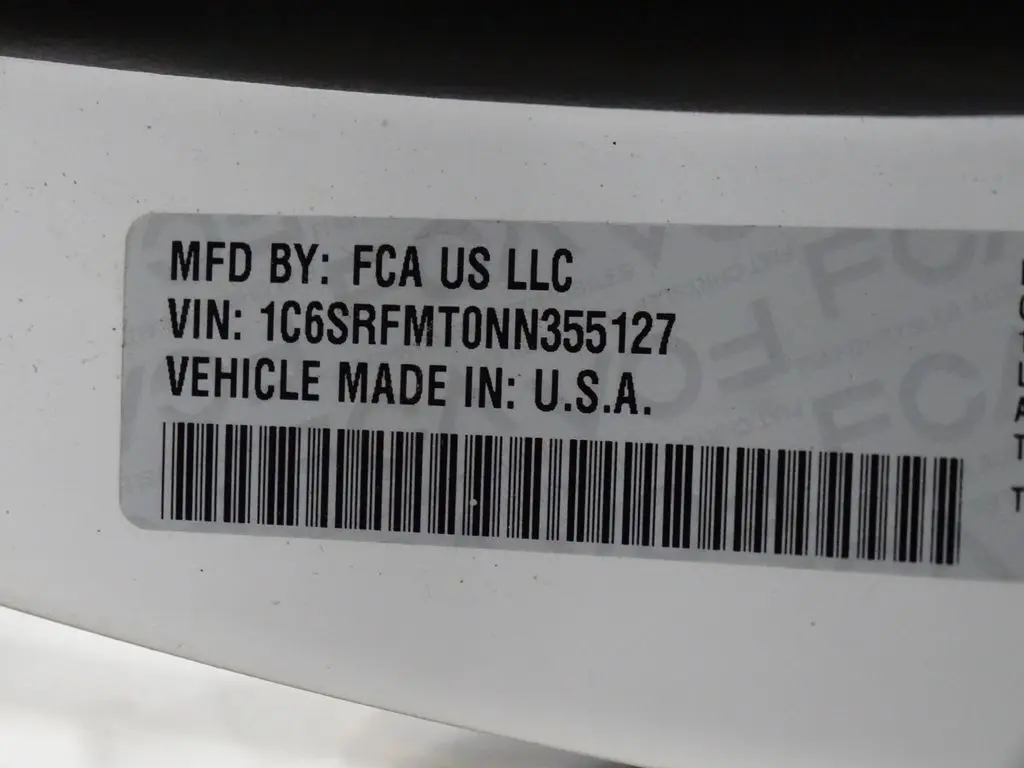 MFD BY: FCA US LLC
VIN: 1C6SRFMT0NN355127
VEHICLE MADE IN: U.S.A.